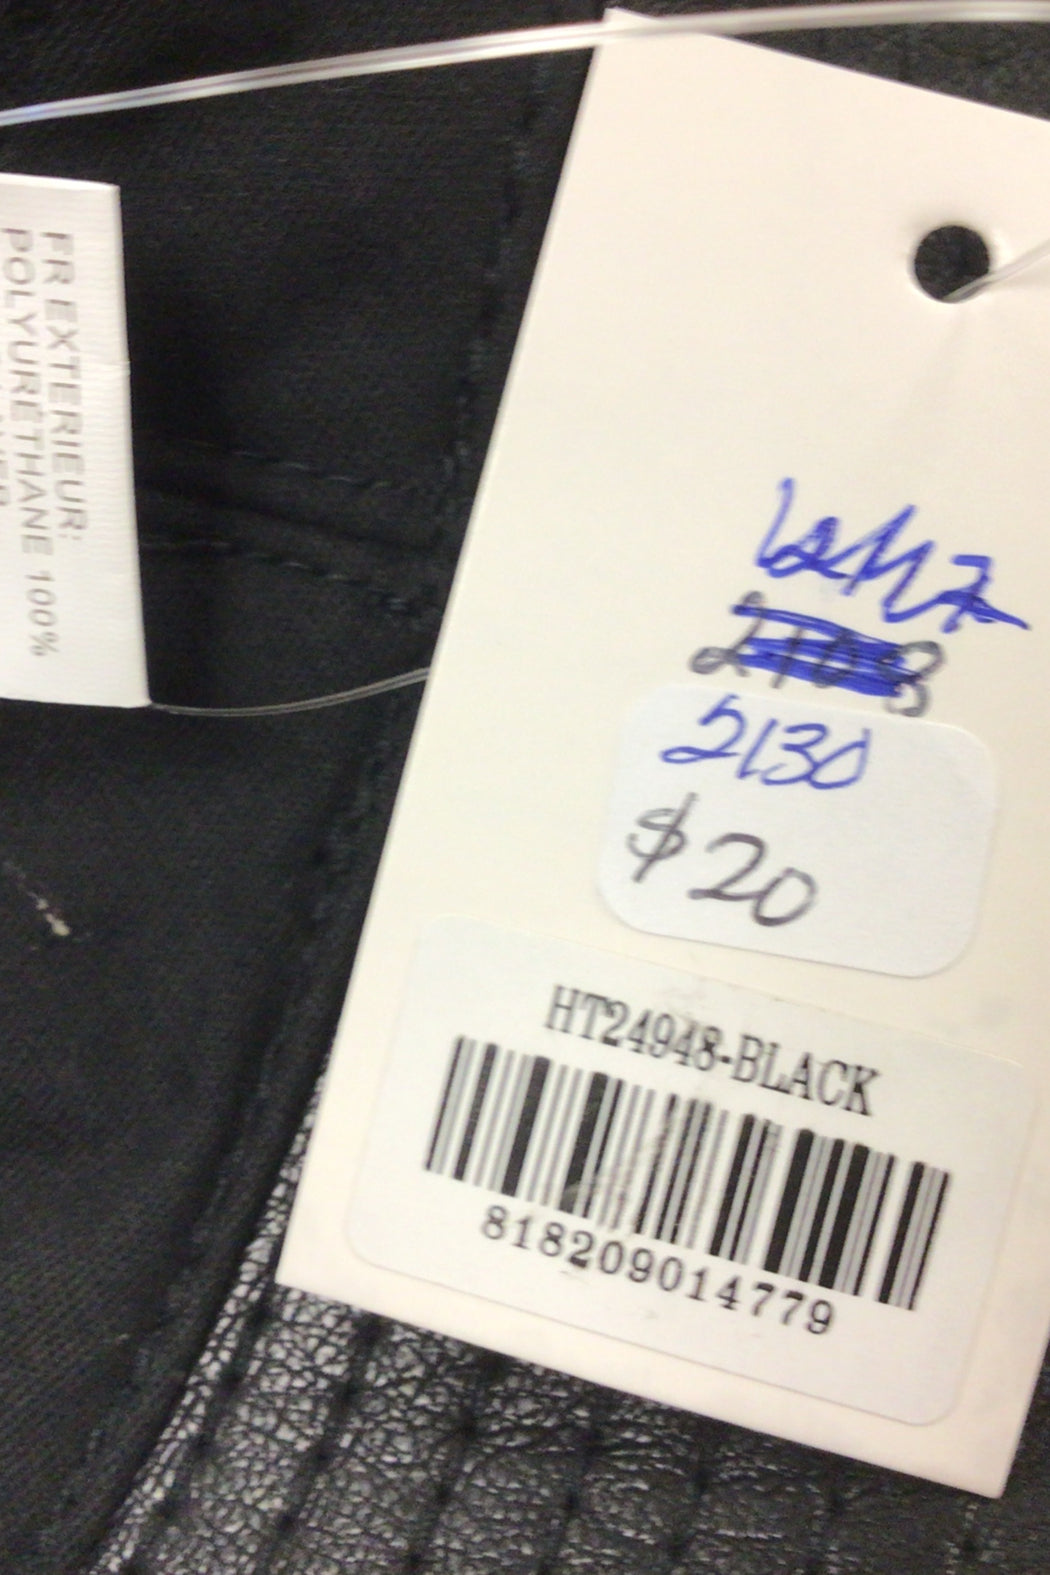 FR EXTERIEUR:
POLYURETHANE 100%
2130
$20
HT24948-BLACK
818209014779